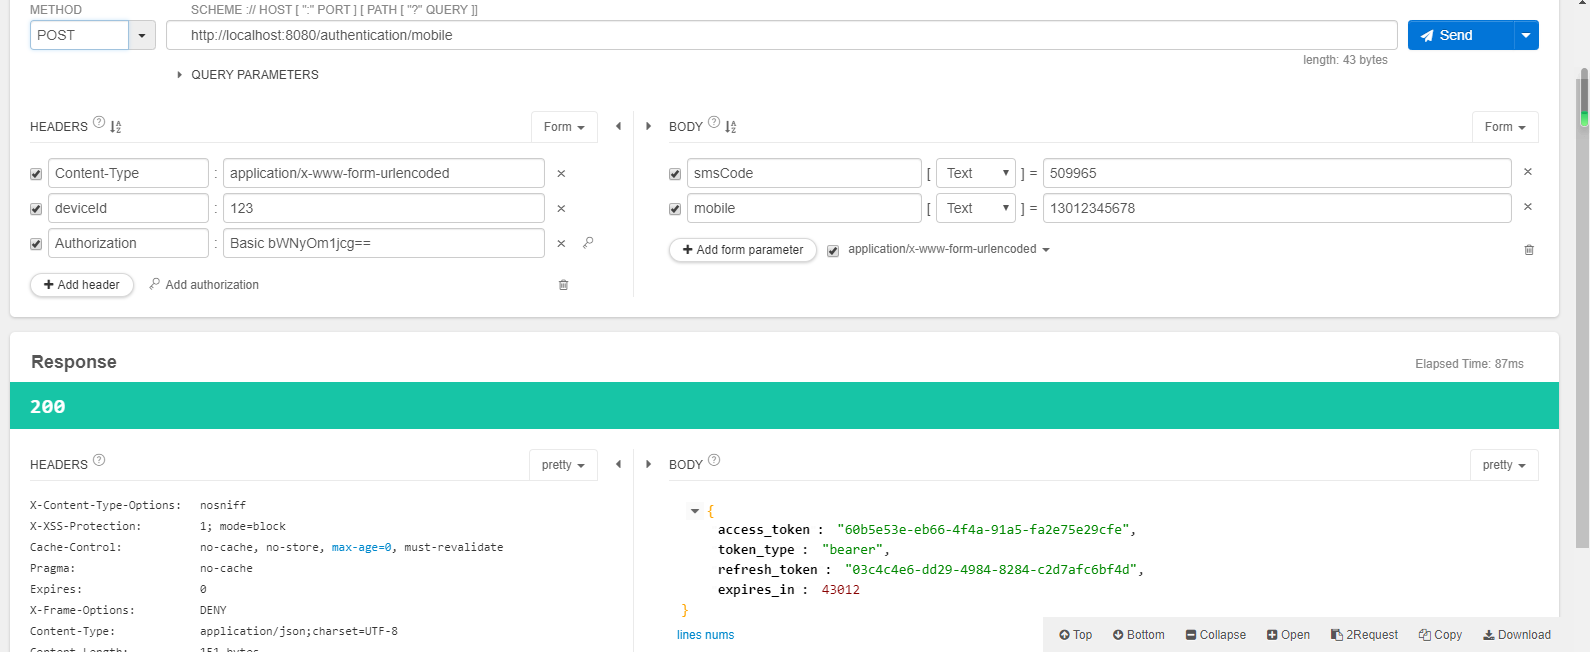 METHOD
SCHEME :// HOST [ ":" PORT ] [ PATH [ "?" QUERY ]]
POST
http://localhost:8080/authentication/mobile
Send
length: 43 bytes
QUERY PARAMETERS
HEADERS ?
Form
BODY ?
Form
Content-Type : application/x-www-form-urlencoded ×
deviceId : 123 ×
Authorization : Basic bWNyOm1jcg== ×
Add header
Add authorization
smsCode [ Text ] = 509965 ×
mobile [ Text ] = 13012345678 ×
Add form parameter
application/x-www-form-urlencoded
Response
Elapsed Time: 87ms
200
HEADERS ?
pretty
BODY ?
pretty
X-Content-Type-Options: nosniff
X-XSS-Protection: 1; mode=block
Cache-Control: no-cache, no-store, max-age=0, must-revalidate
Pragma: no-cache
Expires: 0
X-Frame-Options: DENY
Content-Type: application/json;charset=UTF-8
Content-Length: 151 bytes
{
access_token : "60b5e53e-eb66-4f4a-91a5-fa2e75e29cfe",
token_type : "bearer",
refresh_token : "03c4c4e6-dd29-4984-8284-c2d7afc6bf4d",
expires_in : 43012
}
lines nums
Top
Bottom
Collapse
Open
2Request
Copy
Download